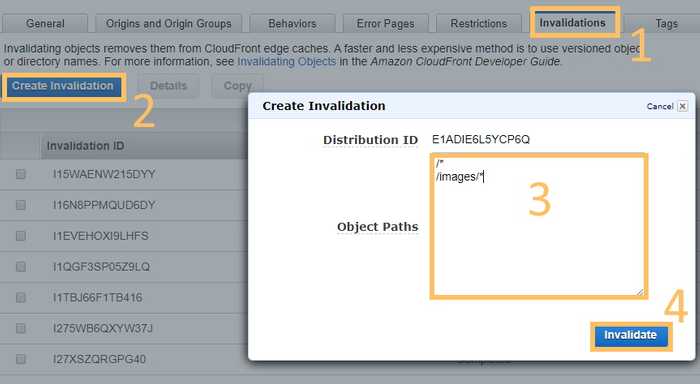 General
Origins and Origin Groups
Behaviors
Error Pages
Restrictions
Invalidations
Tags
1
Invalidating objects removes them from CloudFront edge caches. A faster and less expensive method is to use versioned
or directory names. For more information, see Invalidating Objects in the Amazon CloudFront Developer Guide.
Create Invalidation
Details
Copy
2
Invalidation ID
I15WAENW215DYY
I16N8PPMQUD6DY
I1EVEHOXI9LHFS
I1QGF3SP05Z9LQ
I1TBJ66F1TB416
I275WB6QXYW37J
I27XSZQRGPG40
Create Invalidation
Cancel
Distribution ID
E1ADIE6L5YCP6Q
Object Paths
/*
/images/*
3
4
Invalidate